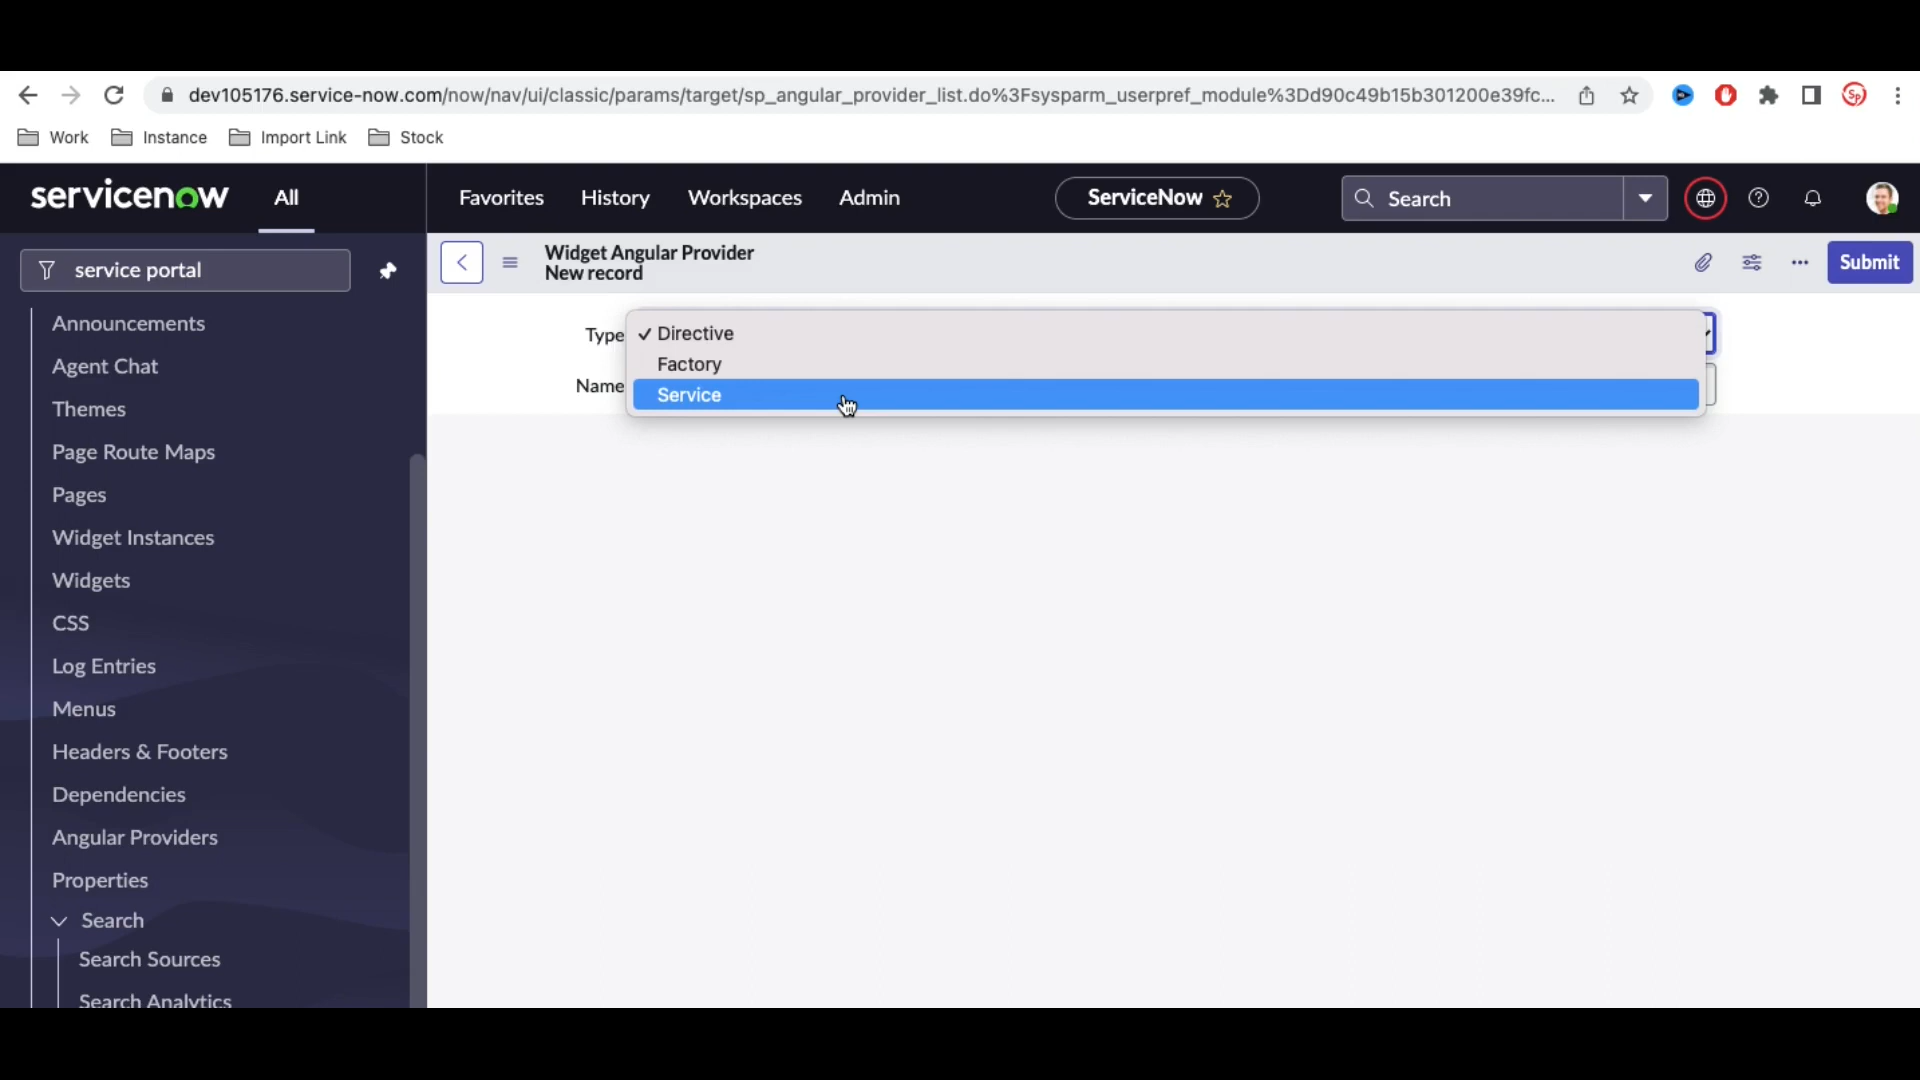 dev105176.service-now.com/now/nav/ui/classic/params/target/sp_angular_provider_list.do%3Fsysparm_userpref_module%3Dd90c49b15b301200e39fc...
Work Instance Import Link Stock
servicenow All Favorites History Workspaces Admin ServiceNow Search
service portal
Widget Angular Provider
New record
Submit
Type Directive
Factory
Name Service
Announcements
Agent Chat
Themes
Page Route Maps
Pages
Widget Instances
Widgets
CSS
Log Entries
Menus
Headers & Footers
Dependencies
Angular Providers
Properties
Search
Search Sources
Search Analytics